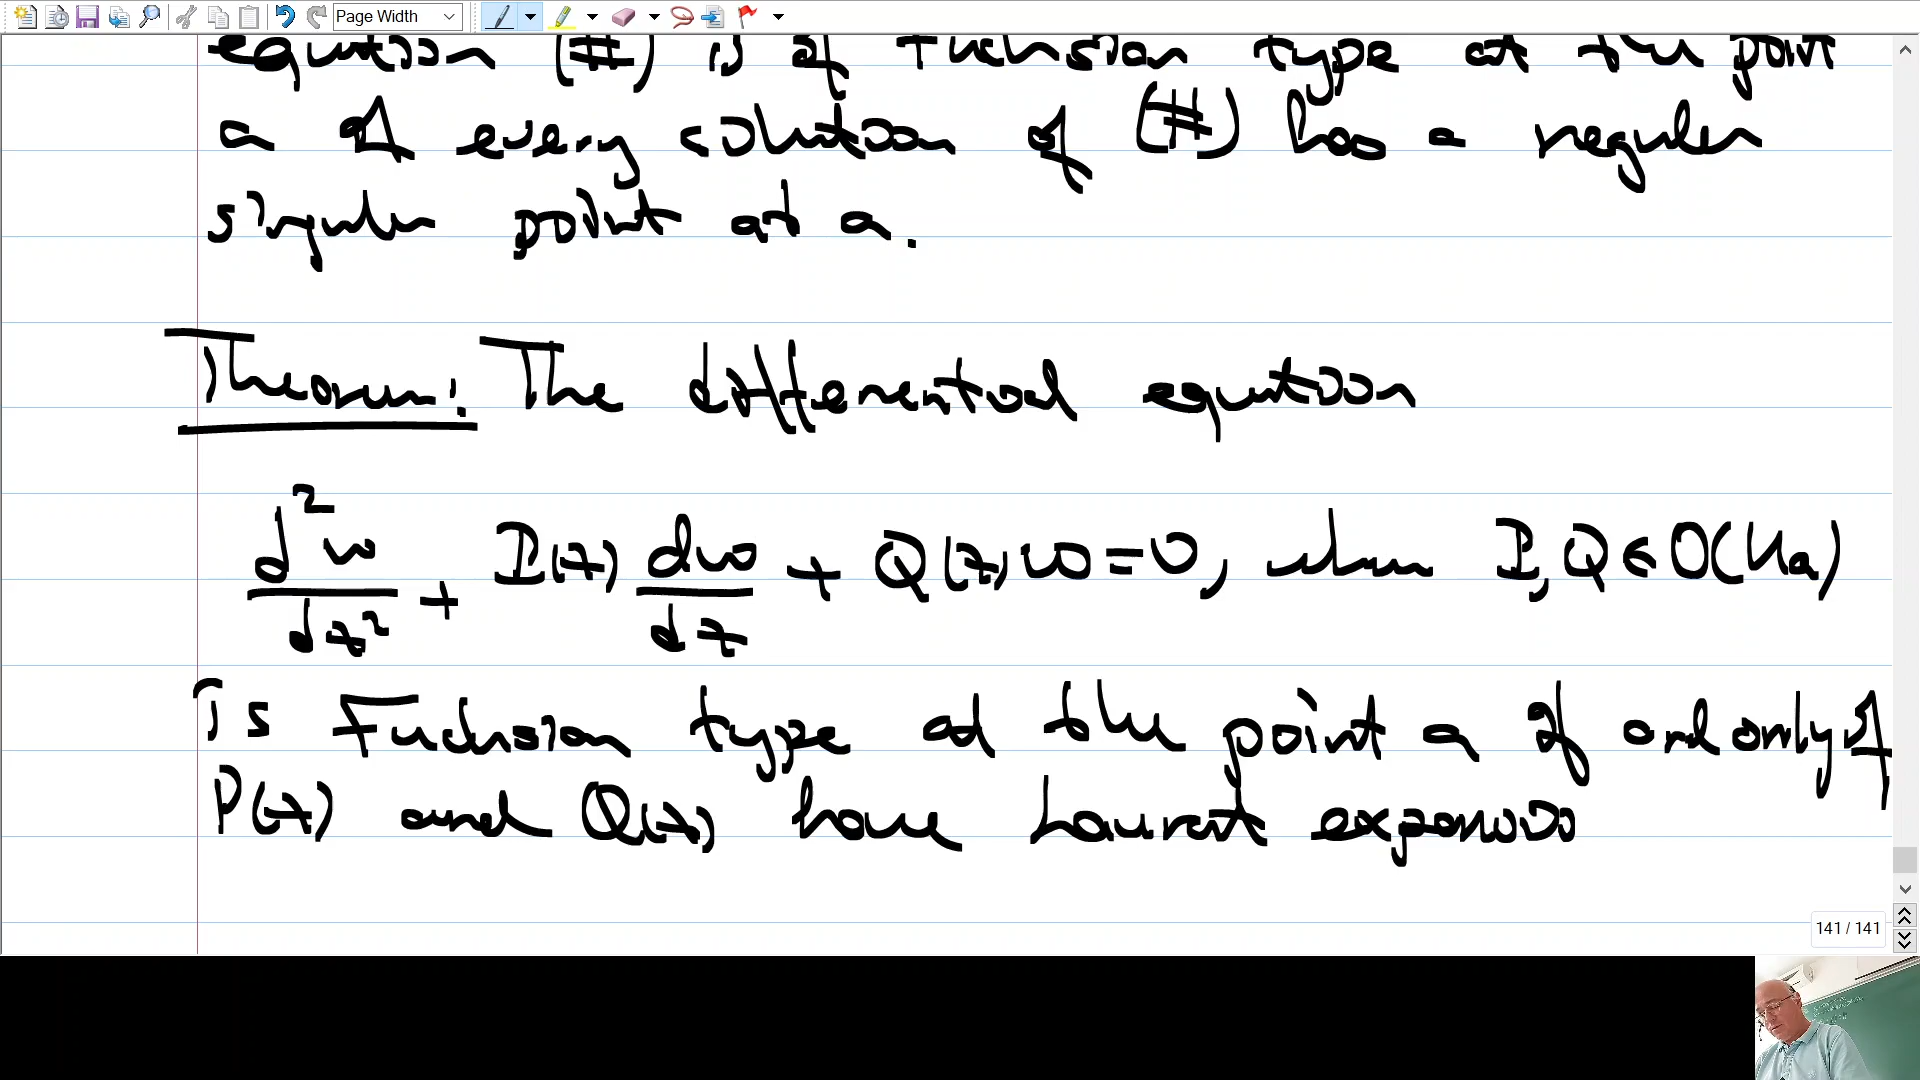 Page Width
equation (#) is of Fuchsian type at the point
a if every solution of (#) has a regular
singular point at a.
Theorem: The differential equation
d²w/dz² + P(z) dw/dz + Q(z)w = 0, where P, Q ∈ O(Ua)
is Fuchsian type at the point a if and only if
P(z) and Q(z) have Laurent expansio
141 / 141